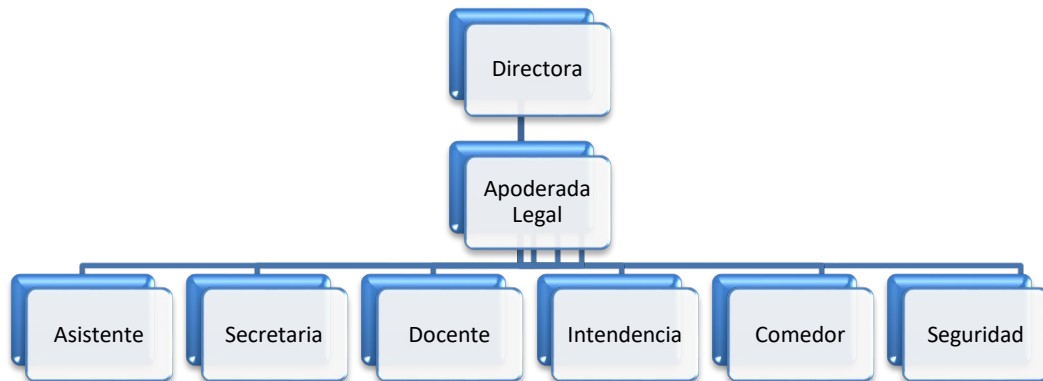 Directora
Apoderada
Legal
Asistente
Secretaria
Docente
Intendencia
Comedor
Seguridad